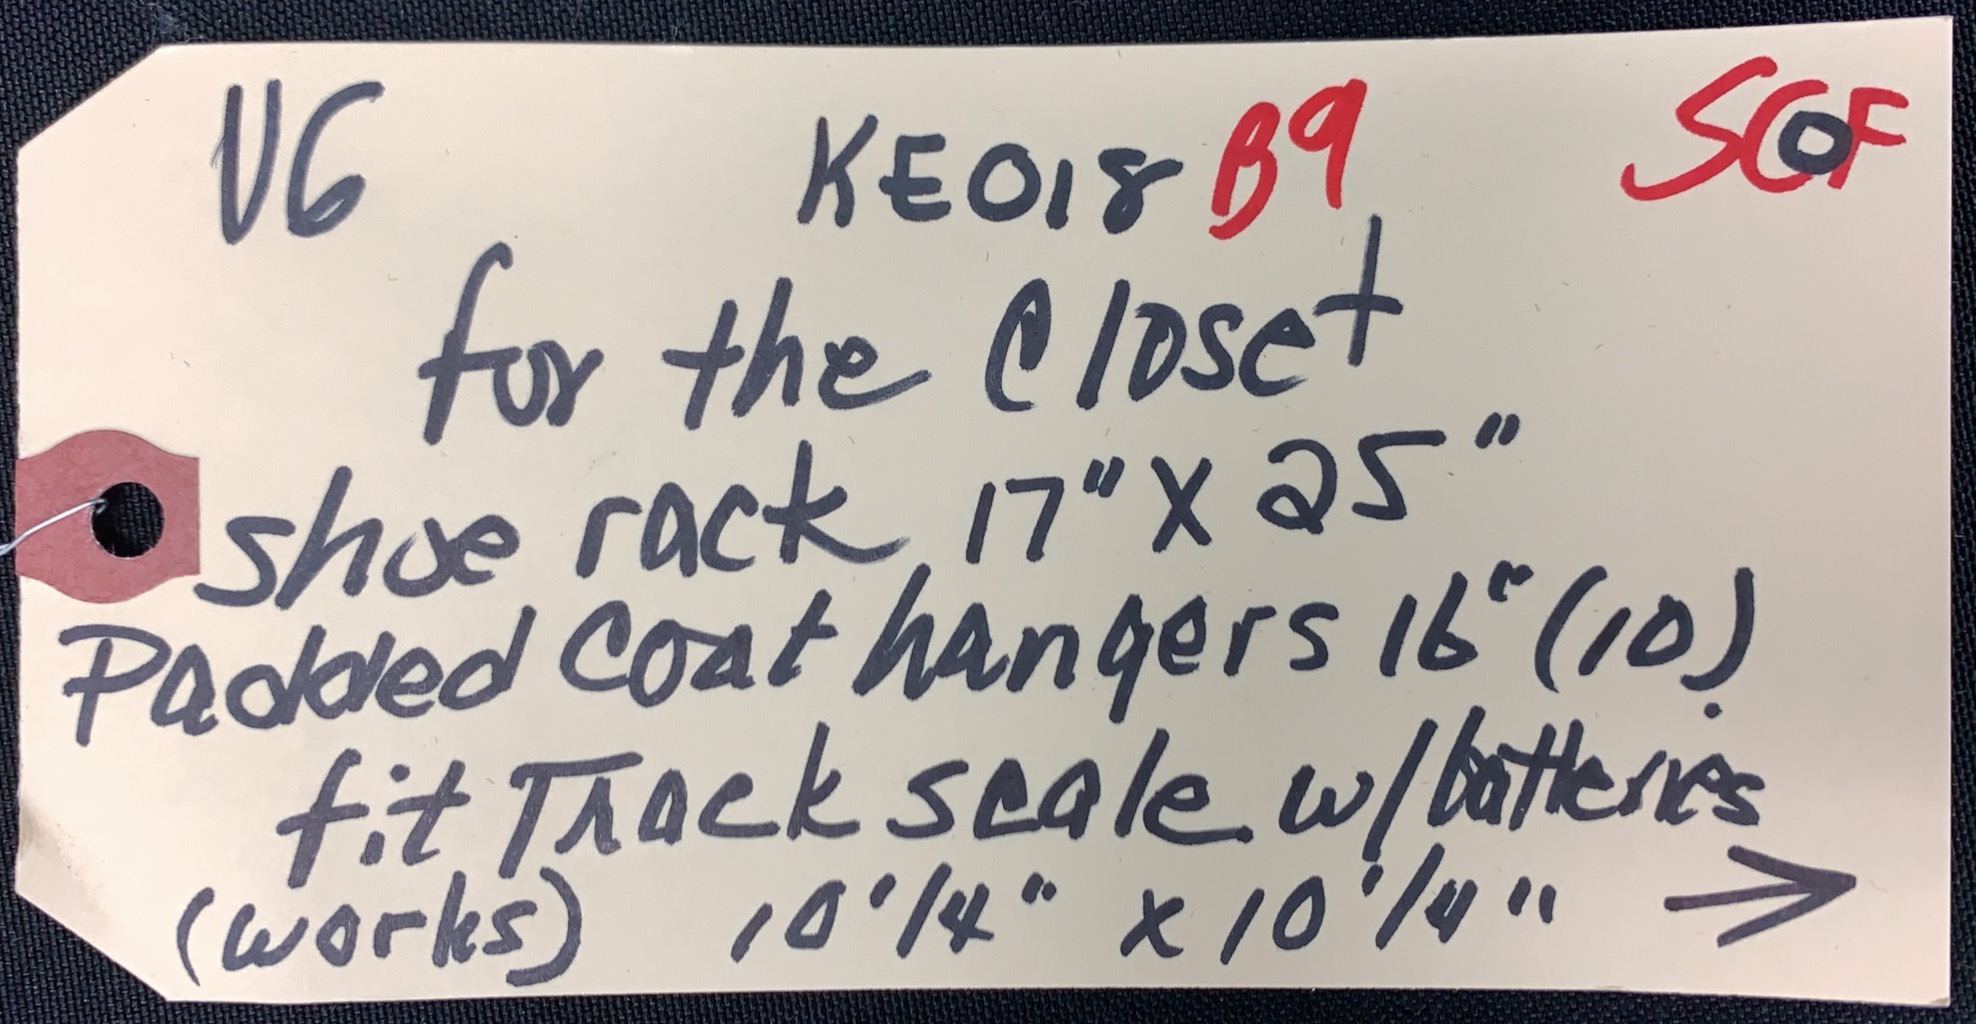 VG KE018 B9 SCOF
for the Closet
shoe rack 17" X 25"
Padded Coat hangers 16" (10).
fit Track scale w/batteries
(works) 10 1/4" x 10 1/4" →